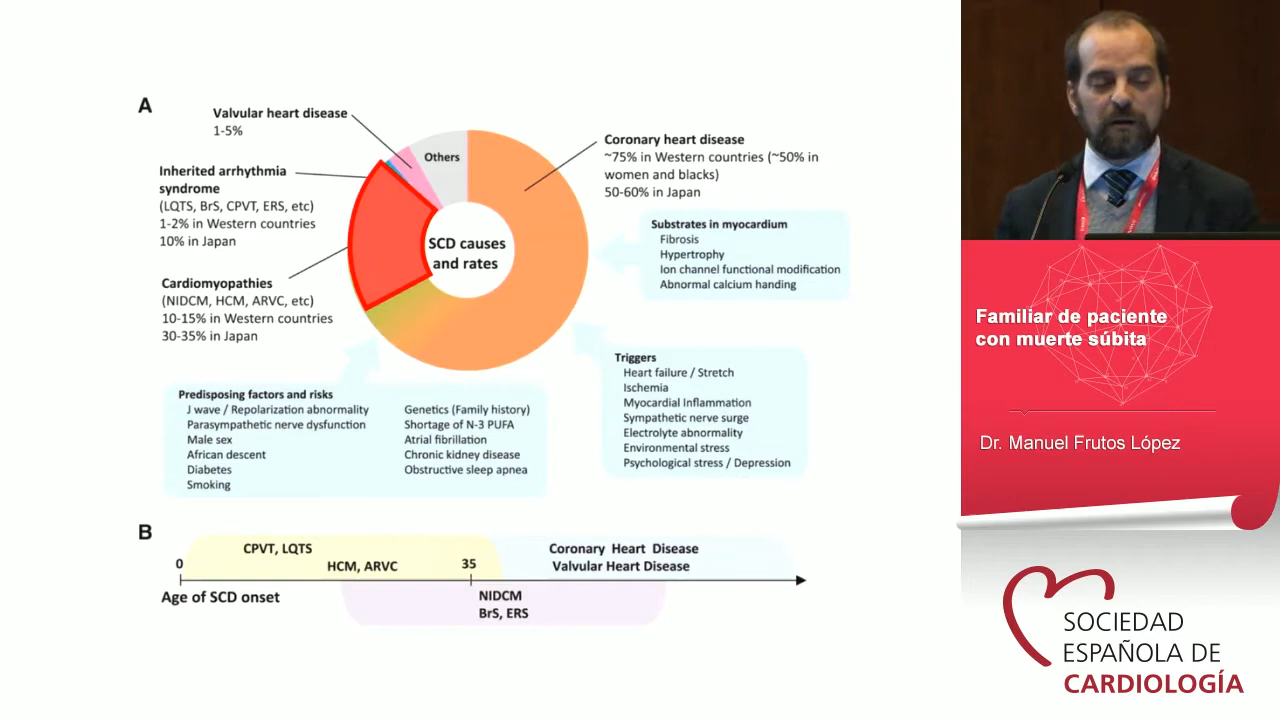 A
Valvular heart disease
1-5%
Inherited arrhythmia
syndrome
(LQTS, BrS, CPVT, ERS, etc)
1-2% in Western countries
10% in Japan
Cardiomyopathies
(NIDCM, HCM, ARVC, etc)
10-15% in Western countries
30-35% in Japan
Others
SCD causes
and rates
Coronary heart disease
~75% in Western countries (~50% in
women and blacks)
50-60% in Japan
Substrates in myocardium
Fibrosis
Hypertrophy
Ion channel functional modification
Abnormal calcium handing
Triggers
Heart failure / Stretch
Ischemia
Myocardial Inflammation
Sympathetic nerve surge
Electrolyte abnormality
Environmental stress
Psychological stress / Depression
Predisposing factors and risks
J wave / Repolarization abnormality
Parasympathetic nerve dysfunction
Male sex
African descent
Diabetes
Smoking
Genetics (Family history)
Shortage of N-3 PUFA
Atrial fibrillation
Chronic kidney disease
Obstructive sleep apnea
B
CPVT, LQTS
HCM, ARVC
0
35
Coronary Heart Disease
Valvular Heart Disease
Age of SCD onset
NIDCM
BrS, ERS
Familiar de paciente
con muerte súbita
Dr. Manuel Frutos López
SOCIEDAD
ESPAÑOLA DE
CARDIOLOGÍA